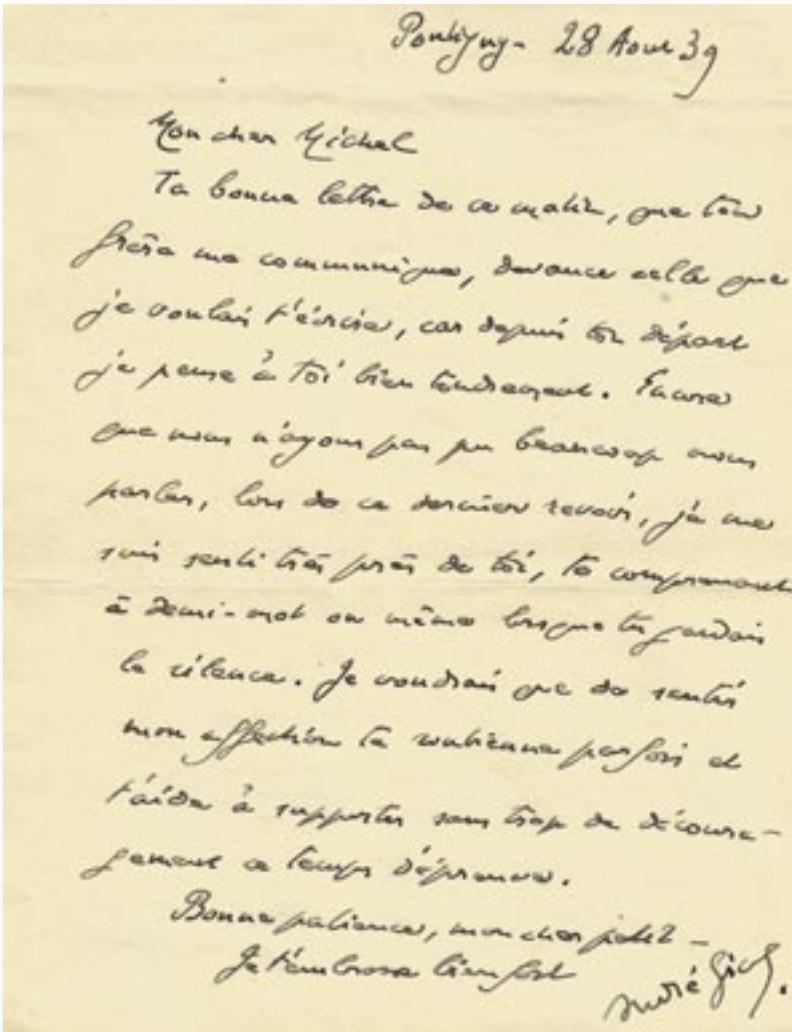 Pontigny - 28 Aout 39
Mon cher Michel
Ta bonne lettre de ce matin, que ton
frère me communique, devance celle que
je voulais t'écrire, car depuis ton départ
je pense à toi bien tendrement. Encore
que nous n'ayons pas pu beaucoup nous
parler, lors de ce dernier revoir, je me
suis senti très près de toi, te comprenant
à demi-mot ou même lorsque tu gardais
le silence. Je voudrais que de sentir
mon affection te soutienne parfois et
t'aide à supporter sans trop de découra-
gement ce temps d'épreuves.
Bonne patience, mon cher petit -
Je t'embrasse bien fort
André Gide.